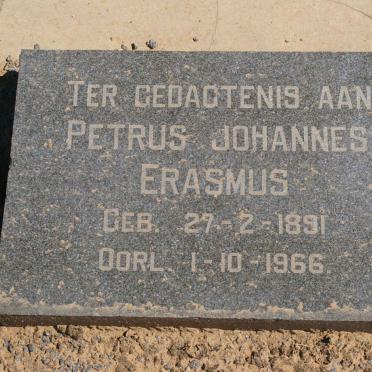 TER GEDAGTENIS AAN
PETRUS JOHANNES
ERASMUS
GEB. 27-2-1891
OORL. 1-10-1966.